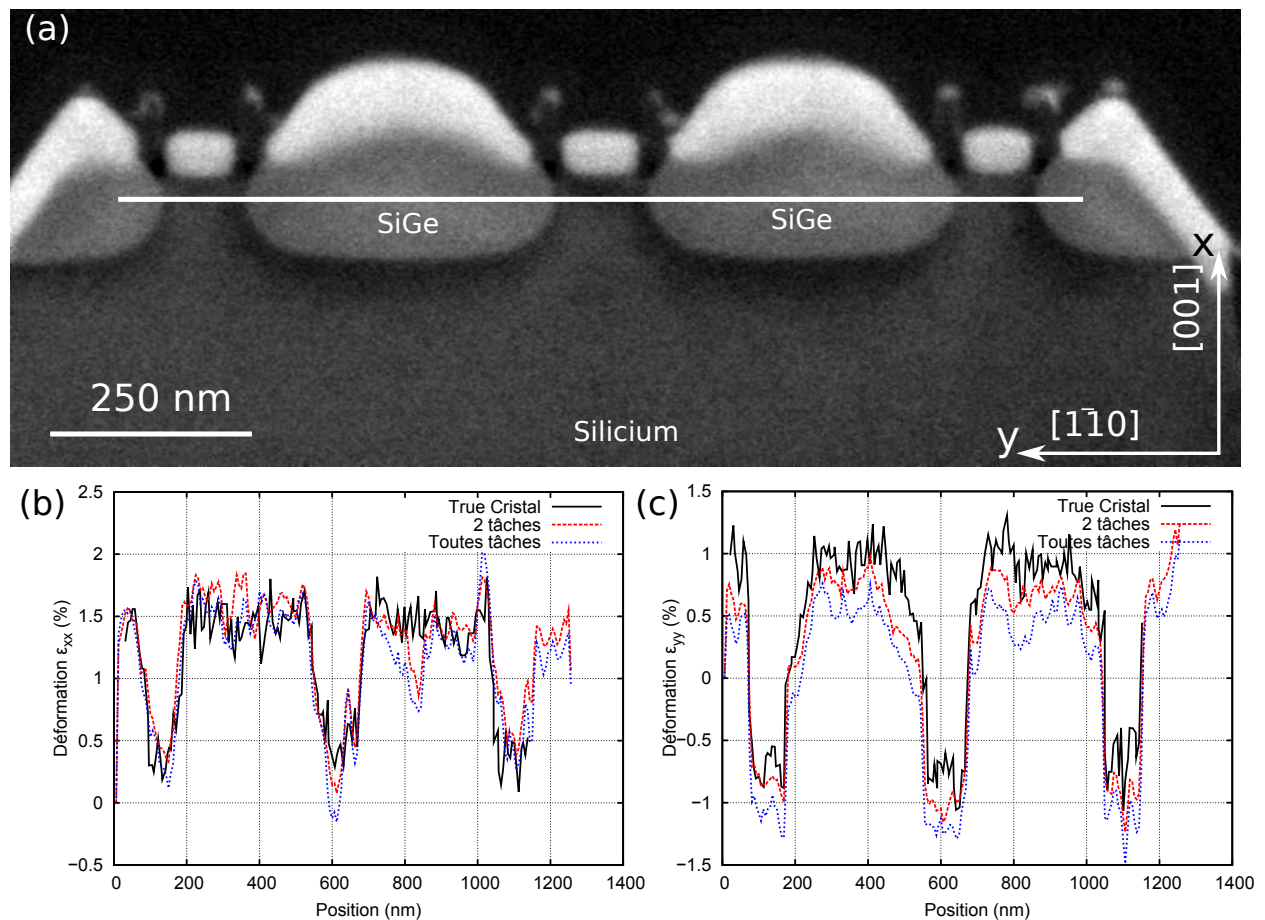 (a)
SiGe
SiGe
x
[001]
250 nm
Silicium
y
[11̄0]
(b)
Déformation εxx (%)
2.5
2
1.5
1
0.5
0
−0.5
True Cristal
2 tâches
Toutes tâches
0 200 400 600 800 1000 1200 1400
Position (nm)
(c)
Déformation εyy (%)
1.5
1
0.5
0
−0.5
−1
−1.5
True Cristal
2 tâches
Toutes tâches
0 200 400 600 800 1000 1200 1400
Position (nm)